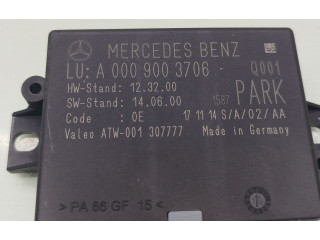 MERCEDES BENZ
LU: A 000 900 3706 - Q001
HW-Stand: 12.32.00
SW-Stand: 14.06.00 1587 PARK
Code : 0E 17 11 14 S/A/02/AA
Valeo ATW-001 307777 Made in Germany
> PA 66 GF 15 <